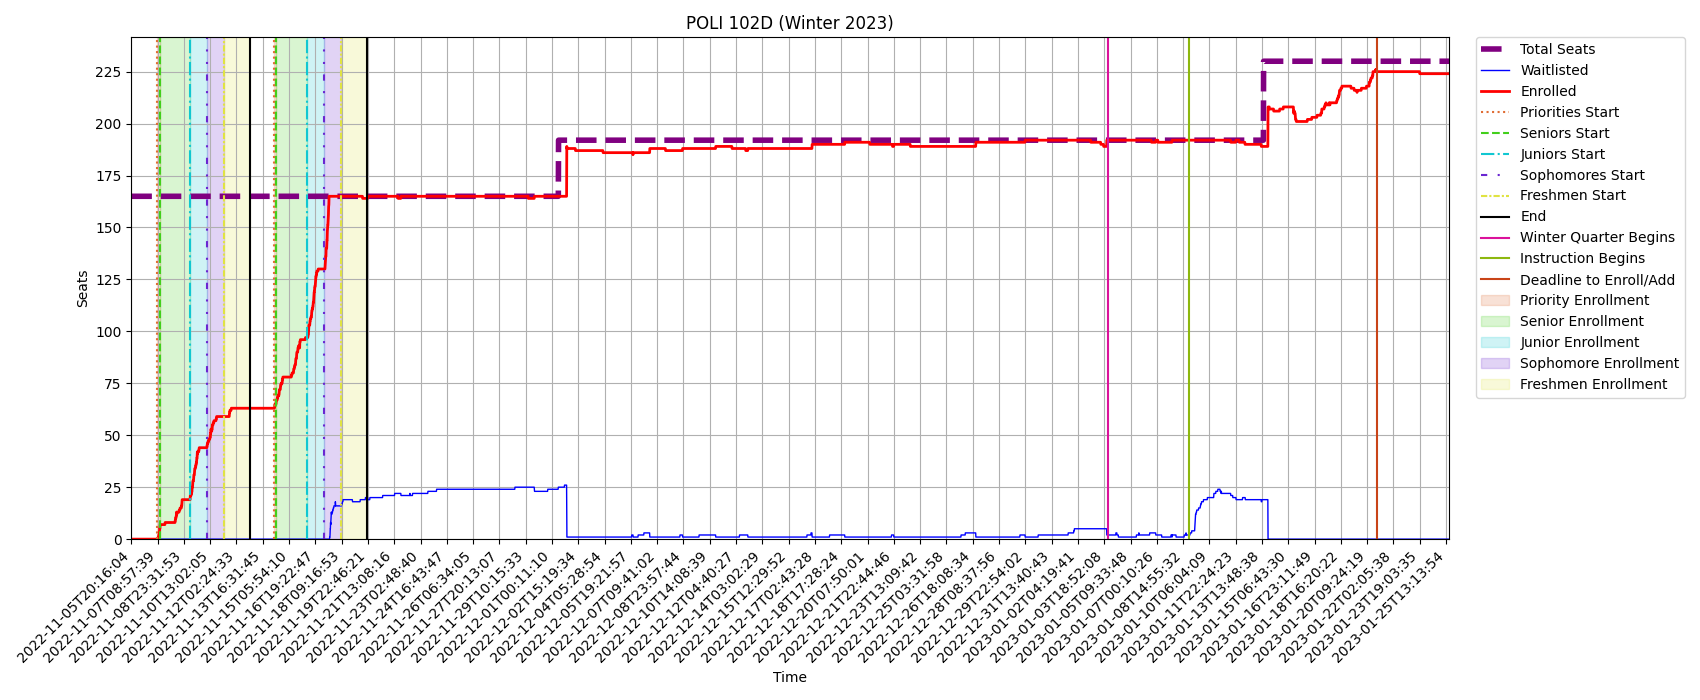 POLI 102D (Winter 2023)
Seats
225
200
175
150
125
100
75
50
25
0
2022-11-05T20:16:04
2022-11-07T08:57:39
2022-11-08T23:31:53
2022-11-10T13:02:05
2022-11-12T02:24:33
2022-11-13T16:31:45
2022-11-15T05:54:10
2022-11-16T19:22:47
2022-11-18T09:16:53
2022-11-19T22:46:21
2022-11-21T13:08:16
2022-11-23T02:48:40
2022-11-24T16:43:47
2022-11-26T06:34:05
2022-11-27T20:13:07
2022-11-29T10:15:33
2022-12-01T00:11:10
2022-12-02T15:19:34
2022-12-04T05:28:54
2022-12-05T19:21:57
2022-12-07T09:41:02
2022-12-08T23:57:44
2022-12-10T14:08:39
2022-12-12T04:40:27
2022-12-14T03:02:29
2022-12-15T12:29:52
2022-12-17T02:43:28
2022-12-18T17:28:24
2022-12-20T07:50:01
2022-12-21T22:44:46
2022-12-23T13:09:42
2022-12-25T03:31:58
2022-12-26T18:08:34
2022-12-28T08:37:56
2022-12-29T22:54:02
2022-12-31T13:40:43
2023-01-02T04:19:41
2023-01-03T18:52:08
2023-01-05T09:33:48
2023-01-07T00:10:26
2023-01-08T14:55:32
2023-01-10T06:04:09
2023-01-11T22:24:23
2023-01-13T13:48:38
2023-01-15T06:43:30
2023-01-16T23:11:49
2023-01-18T16:20:22
2023-01-20T09:24:19
2023-01-22T02:05:38
2023-01-23T19:03:35
2023-01-25T13:13:54
Time
Total Seats
Waitlisted
Enrolled
Priorities Start
Seniors Start
Juniors Start
Sophomores Start
Freshmen Start
End
Winter Quarter Begins
Instruction Begins
Deadline to Enroll/Add
Priority Enrollment
Senior Enrollment
Junior Enrollment
Sophomore Enrollment
Freshmen Enrollment